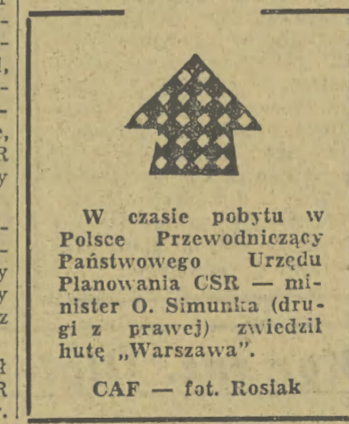 W czasie pobytu w
Polsce Przewodniczący
Państwowego Urzędu
Planowania CSR — mi-
nister O. Simunka (dru-
gi z prawej) zwiedził
hutę „Warszawa”.
CAF — fot. Rosiak